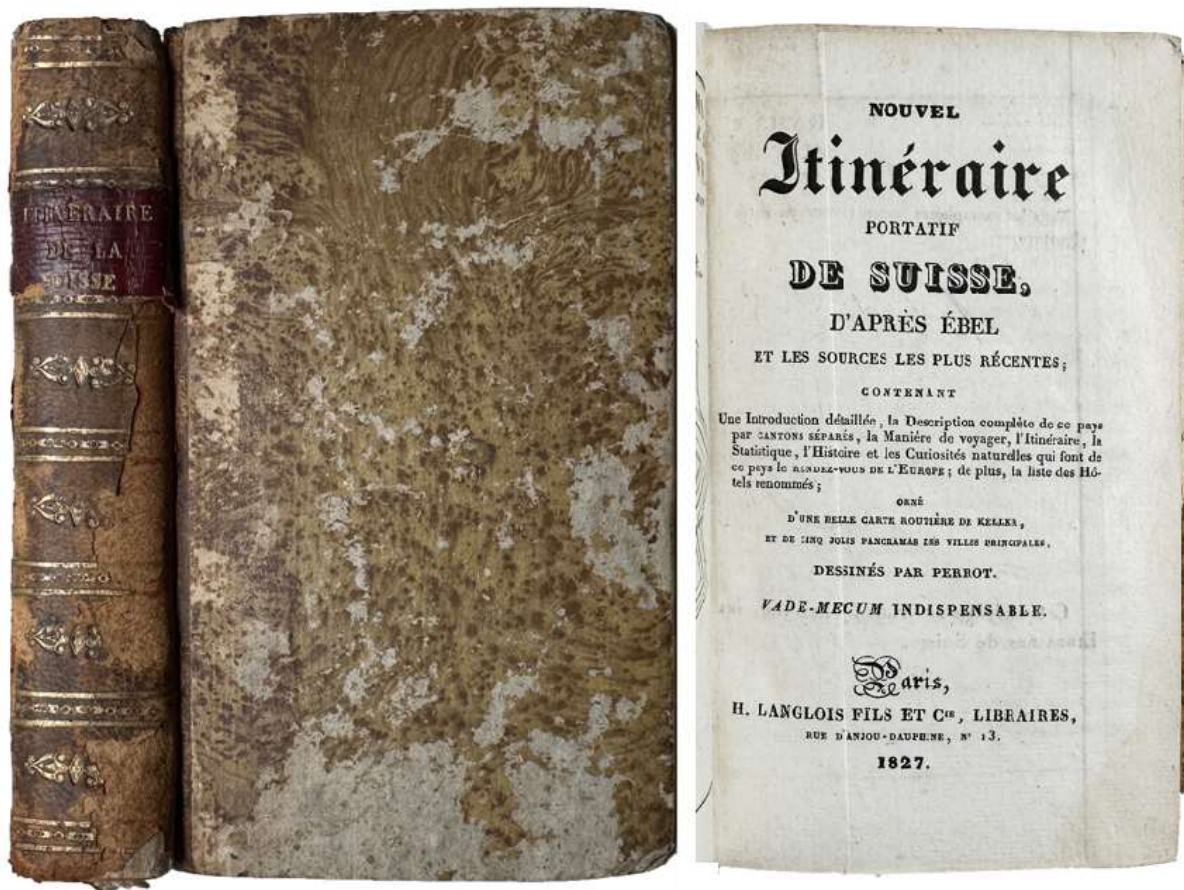 ITINÉRAIRE
DE LA
SUISSE
NOUVEL
Itinéraire
PORTATIF
DE SUISSE,
D'APRÈS ÉBEL
ET LES SOURCES LES PLUS RÉCENTES;
CONTENANT
Une Introduction détaillée, la Description complète de ce pays
par CANTONS SÉPARÉS, la Manière de voyager, l'Itinéraire, la
Statistique, l'Histoire et les Curiosités naturelles qui font de
ce pays le RENDEZ-VOUS DE L'EUROPE; de plus, la liste des Hô-
tels renommés;
ORNÉ
D'UNE BELLE CARTE ROUTIÈRE DE KELLER,
ET DE CINQ JOLIS PANORAMAS DES VILLES PRINCIPALES,
DESSINÉS PAR PERROT.
VADE-MECUM INDISPENSABLE.
Paris,
H. LANGLOIS FILS ET Cie, LIBRAIRES,
RUE D'ANJOU-DAUPHINE, N° 13.
1827.